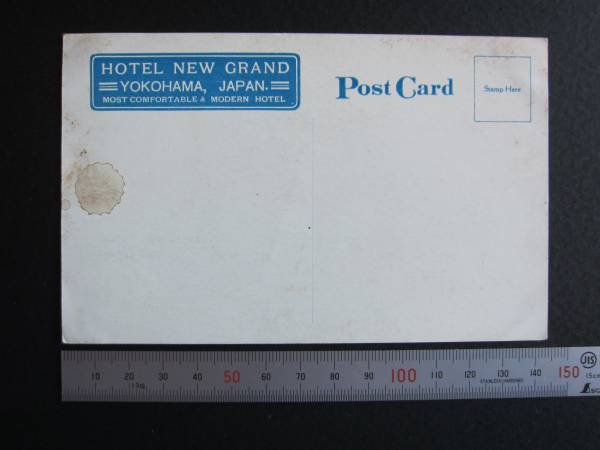 HOTEL NEW GRAND
YOKOHAMA, JAPAN.
MOST COMFORTABLE & MODERN HOTEL
Post Card
Stamp Here
10 20 30 40 50 60 70 80 90 100 110 120 130 140 150
STAINLESS HARDENED
JIS
15cm